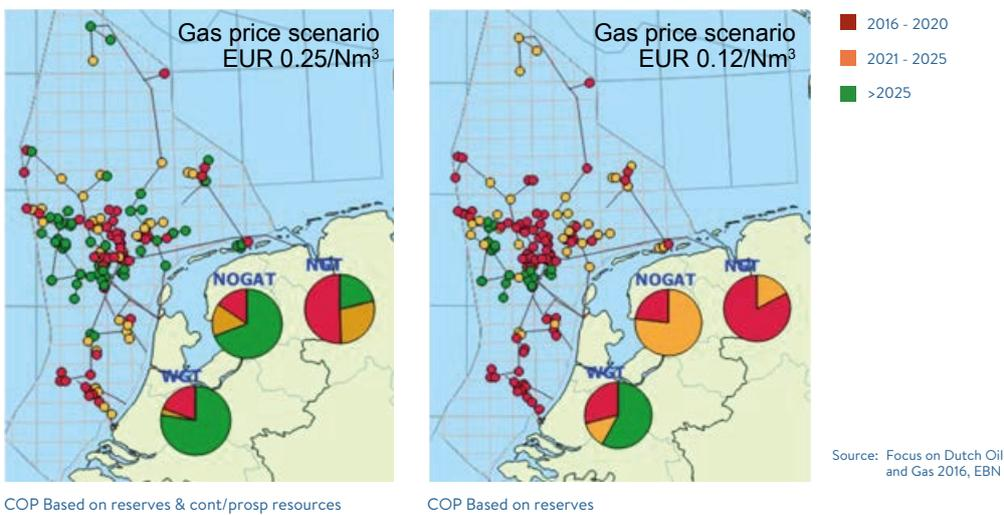 Gas price scenario
EUR 0.25/Nm³
NOGAT
NGT
WGT
COP Based on reserves & cont/prosp resources
Gas price scenario
EUR 0.12/Nm³
NOGAT
NGT
WGT
COP Based on reserves
2016 - 2020
2021 - 2025
>2025
Source: Focus on Dutch Oil
and Gas 2016, EBN